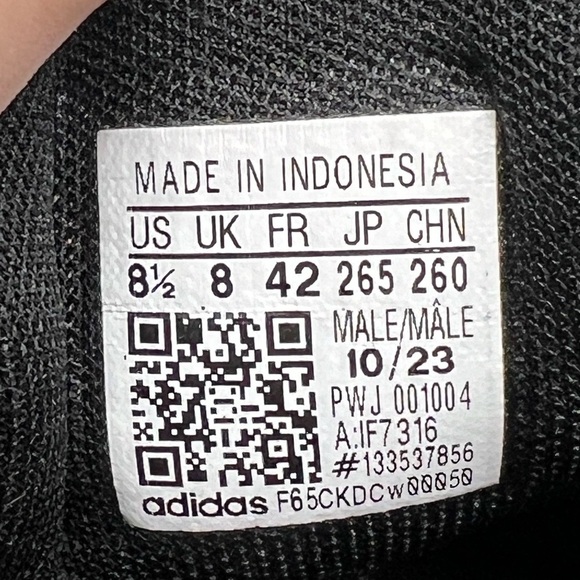 MADE IN INDONESIA
US UK FR JP CHN
8½ 8 42 265 260
MALE/MÂLE
10/23
PWJ 001004
A:IF7316
#133537856
adidas F65CKDCw00050